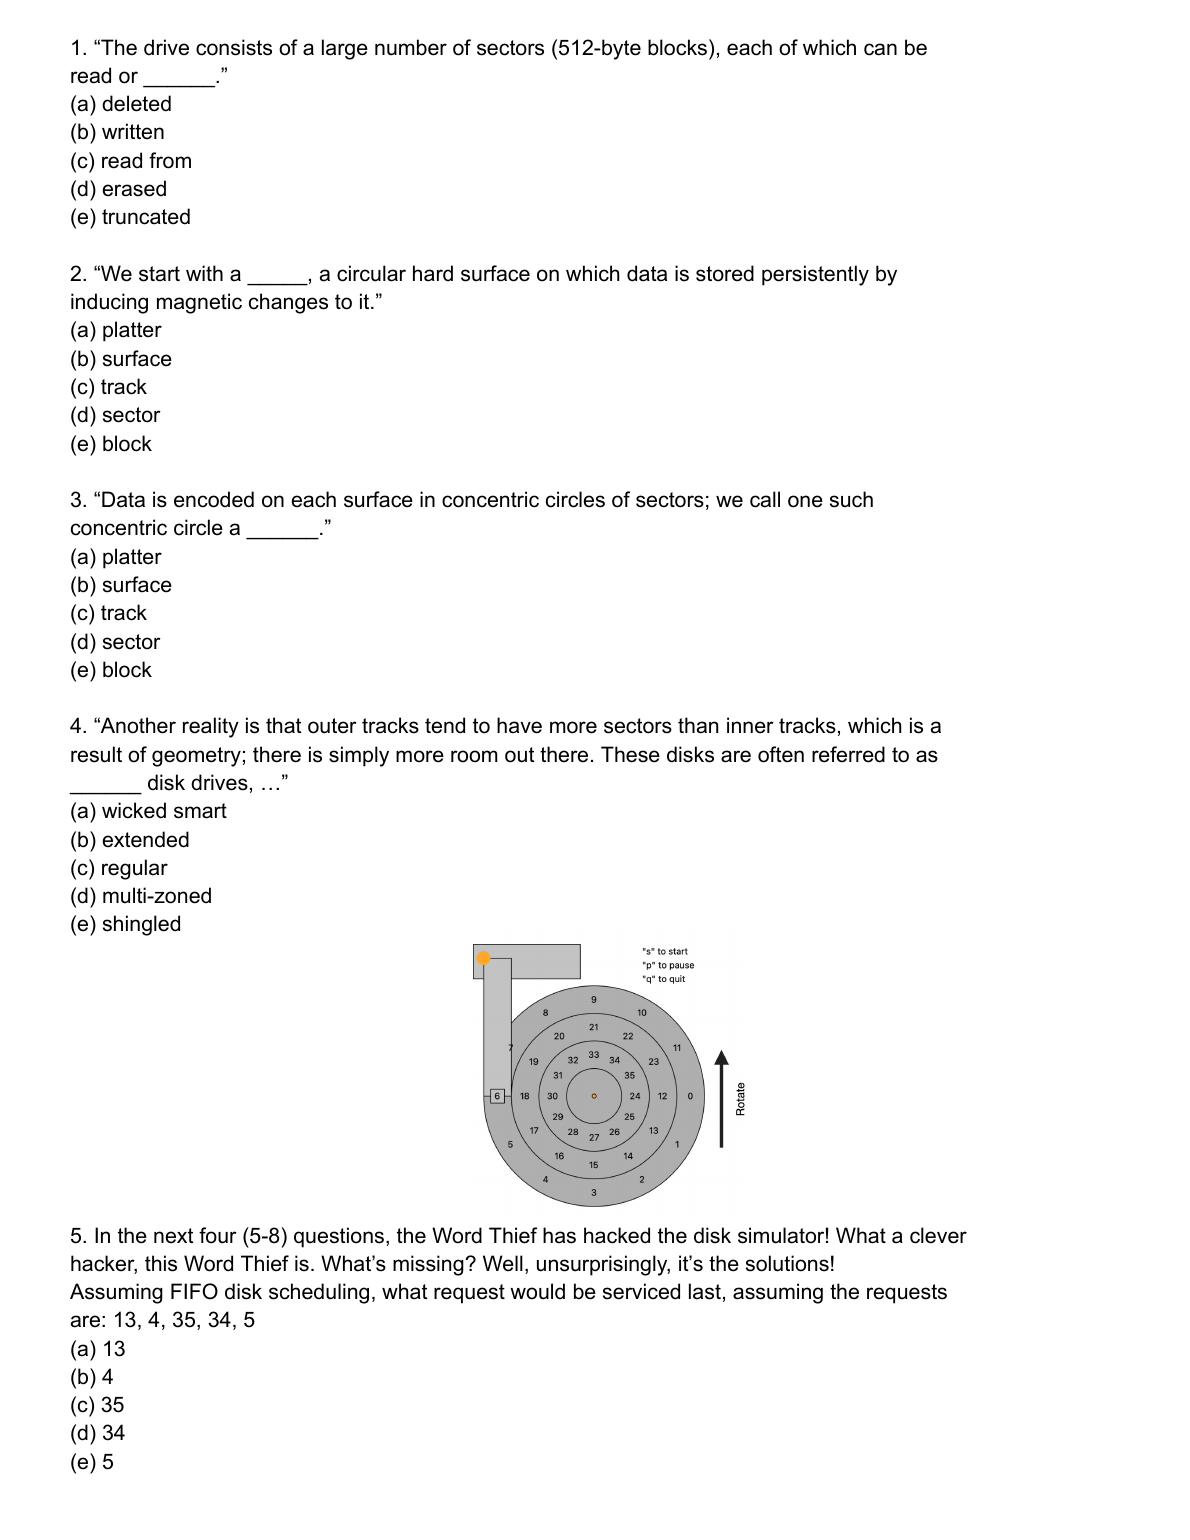 1. “The drive consists of a large number of sectors (512-byte blocks), each of which can be
read or ______.”
(a) deleted
(b) written
(c) read from
(d) erased
(e) truncated
2. “We start with a _____, a circular hard surface on which data is stored persistently by
inducing magnetic changes to it.”
(a) platter
(b) surface
(c) track
(d) sector
(e) block
3. “Data is encoded on each surface in concentric circles of sectors; we call one such
concentric circle a ______.”
(a) platter
(b) surface
(c) track
(d) sector
(e) block
4. “Another reality is that outer tracks tend to have more sectors than inner tracks, which is a
result of geometry; there is simply more room out there. These disks are often referred to as
______ disk drives, …”
(a) wicked smart
(b) extended
(c) regular
(d) multi-zoned
(e) shingled
"s" to start
"p" to pause
"q" to quit
9
8 10
21
20 22
7 11
33
32 34
19 23
31 35
6 18 30 24 12 0
29 25
28 26
27
17 13
5 1
16 14
15
4 2
3
Rotate
5. In the next four (5-8) questions, the Word Thief has hacked the disk simulator! What a clever
hacker, this Word Thief is. What’s missing? Well, unsurprisingly, it’s the solutions!
Assuming FIFO disk scheduling, what request would be serviced last, assuming the requests
are: 13, 4, 35, 34, 5
(a) 13
(b) 4
(c) 35
(d) 34
(e) 5